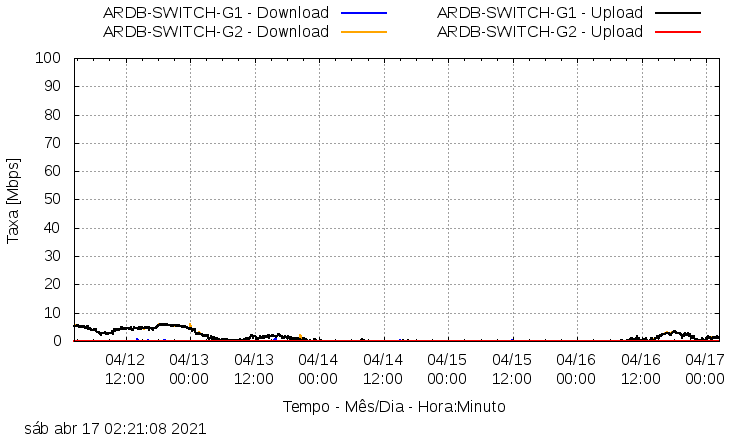 ARDB-SWITCH-G1 - Download ARDB-SWITCH-G1 - Upload
ARDB-SWITCH-G2 - Download ARDB-SWITCH-G2 - Upload
100
90
80
70
60
50
40
30
20
10
0
Taxa [Mbps]
04/12 04/13 04/13 04/14 04/14 04/15 04/15 04/16 04/16 04/17
12:00 00:00 12:00 00:00 12:00 00:00 12:00 00:00 12:00 00:00
Tempo - Mês/Dia - Hora:Minuto
sáb abr 17 02:21:08 2021